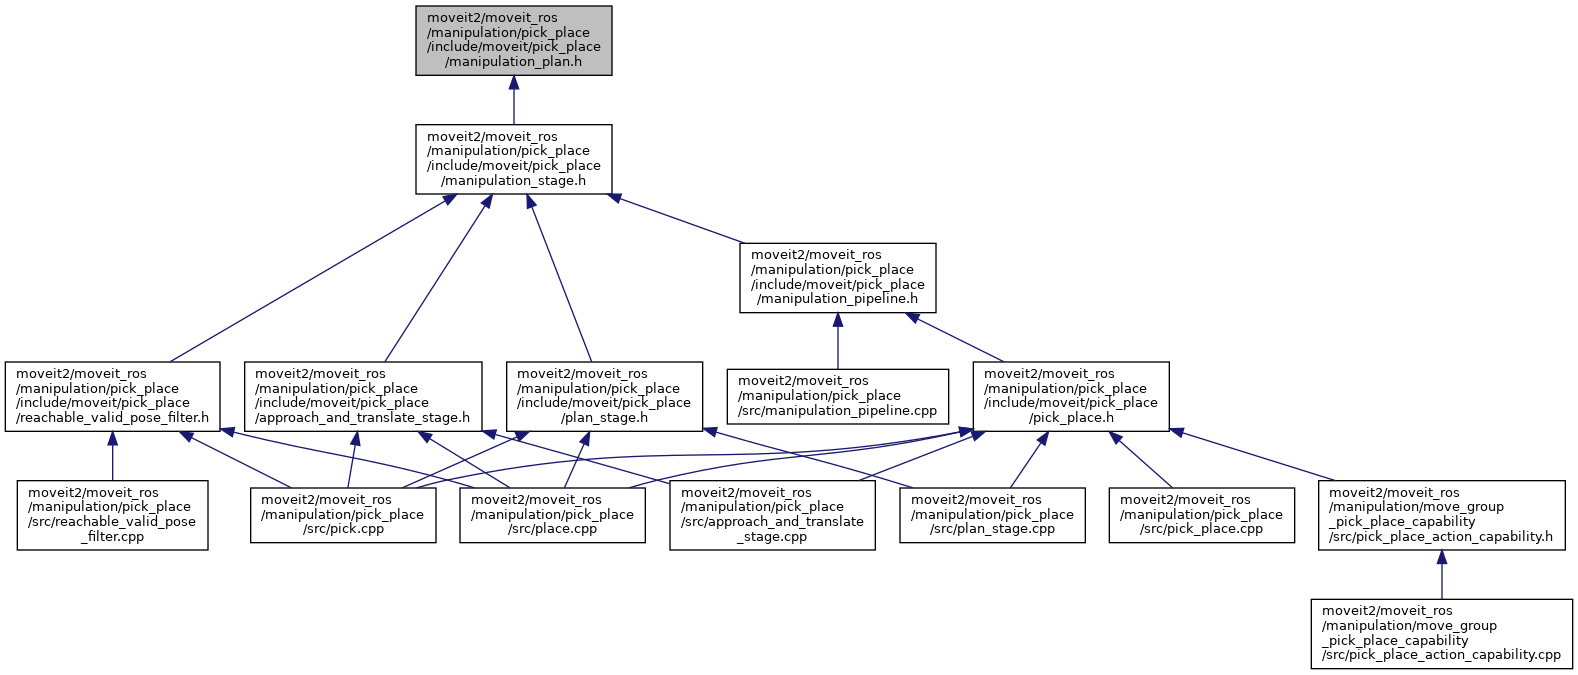 moveit2/moveit_ros
/manipulation/pick_place
/include/moveit/pick_place
/manipulation_plan.h
moveit2/moveit_ros
/manipulation/pick_place
/include/moveit/pick_place
/manipulation_stage.h
moveit2/moveit_ros
/manipulation/pick_place
/include/moveit/pick_place
/manipulation_pipeline.h
moveit2/moveit_ros
/manipulation/pick_place
/include/moveit/pick_place
/reachable_valid_pose_filter.h
moveit2/moveit_ros
/manipulation/pick_place
/include/moveit/pick_place
/approach_and_translate_stage.h
moveit2/moveit_ros
/manipulation/pick_place
/include/moveit/pick_place
/plan_stage.h
moveit2/moveit_ros
/manipulation/pick_place
/src/manipulation_pipeline.cpp
moveit2/moveit_ros
/manipulation/pick_place
/include/moveit/pick_place
/pick_place.h
moveit2/moveit_ros
/manipulation/pick_place
/src/reachable_valid_pose
_filter.cpp
moveit2/moveit_ros
/manipulation/pick_place
/src/pick.cpp
moveit2/moveit_ros
/manipulation/pick_place
/src/place.cpp
moveit2/moveit_ros
/manipulation/pick_place
/src/approach_and_translate
_stage.cpp
moveit2/moveit_ros
/manipulation/pick_place
/src/plan_stage.cpp
moveit2/moveit_ros
/manipulation/pick_place
/src/pick_place.cpp
moveit2/moveit_ros
/manipulation/move_group
_pick_place_capability
/src/pick_place_action_capability.h
moveit2/moveit_ros
/manipulation/move_group
_pick_place_capability
/src/pick_place_action_capability.cpp